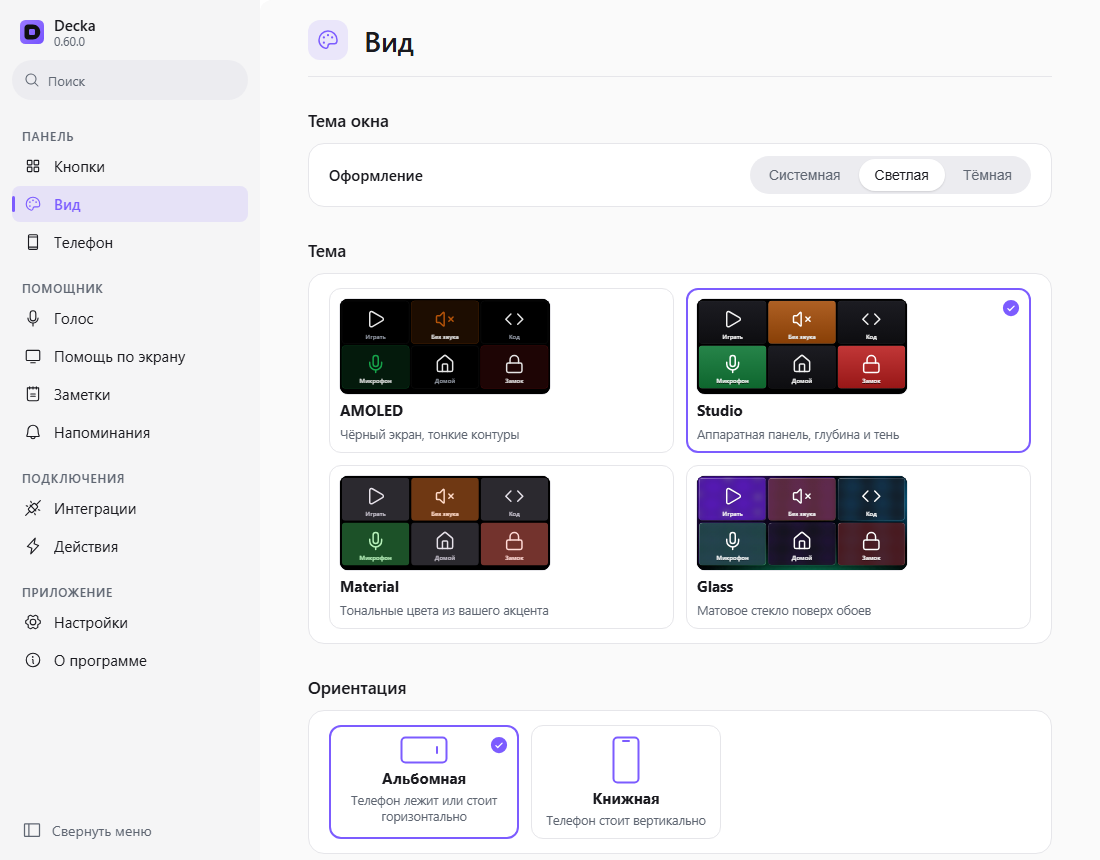 Decka
0.60.0
Поиск
ПАНЕЛЬ
Кнопки
Вид
Телефон
ПОМОЩНИК
Голос
Помощь по экрану
Заметки
Напоминания
ПОДКЛЮЧЕНИЯ
Интеграции
Действия
ПРИЛОЖЕНИЕ
Настройки
О программе
Свернуть меню
Вид
Тема окна
Оформление
Системная Светлая Тёмная
Тема
Играть Без звука Код
Микрофон Домой Замок
AMOLED
Чёрный экран, тонкие контуры
Играть Без звука Код
Микрофон Домой Замок
Studio
Аппаратная панель, глубина и тень
Играть Без звука Код
Микрофон Домой Замок
Material
Тональные цвета из вашего акцента
Играть Без звука Код
Микрофон Домой Замок
Glass
Матовое стекло поверх обоев
Ориентация
Альбомная
Телефон лежит или стоит
горизонтально
Книжная
Телефон стоит вертикально